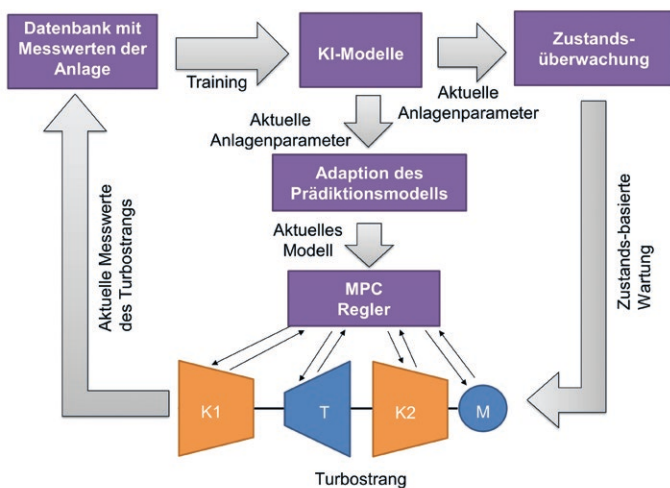 Datenbank mit
Messwerten der
Anlage
Training
KI-Modelle
Aktuelle
Anlagenparameter
Zustands-
überwachung
Aktuelle
Anlagenparameter
Adaption des
Prädiktionsmodells
Aktuelles
Modell
MPC
Regler
Aktuelle Messwerte
des Turbostrangs
Zustands-basierte
Wartung
K1
T
K2
M
Turbostrang